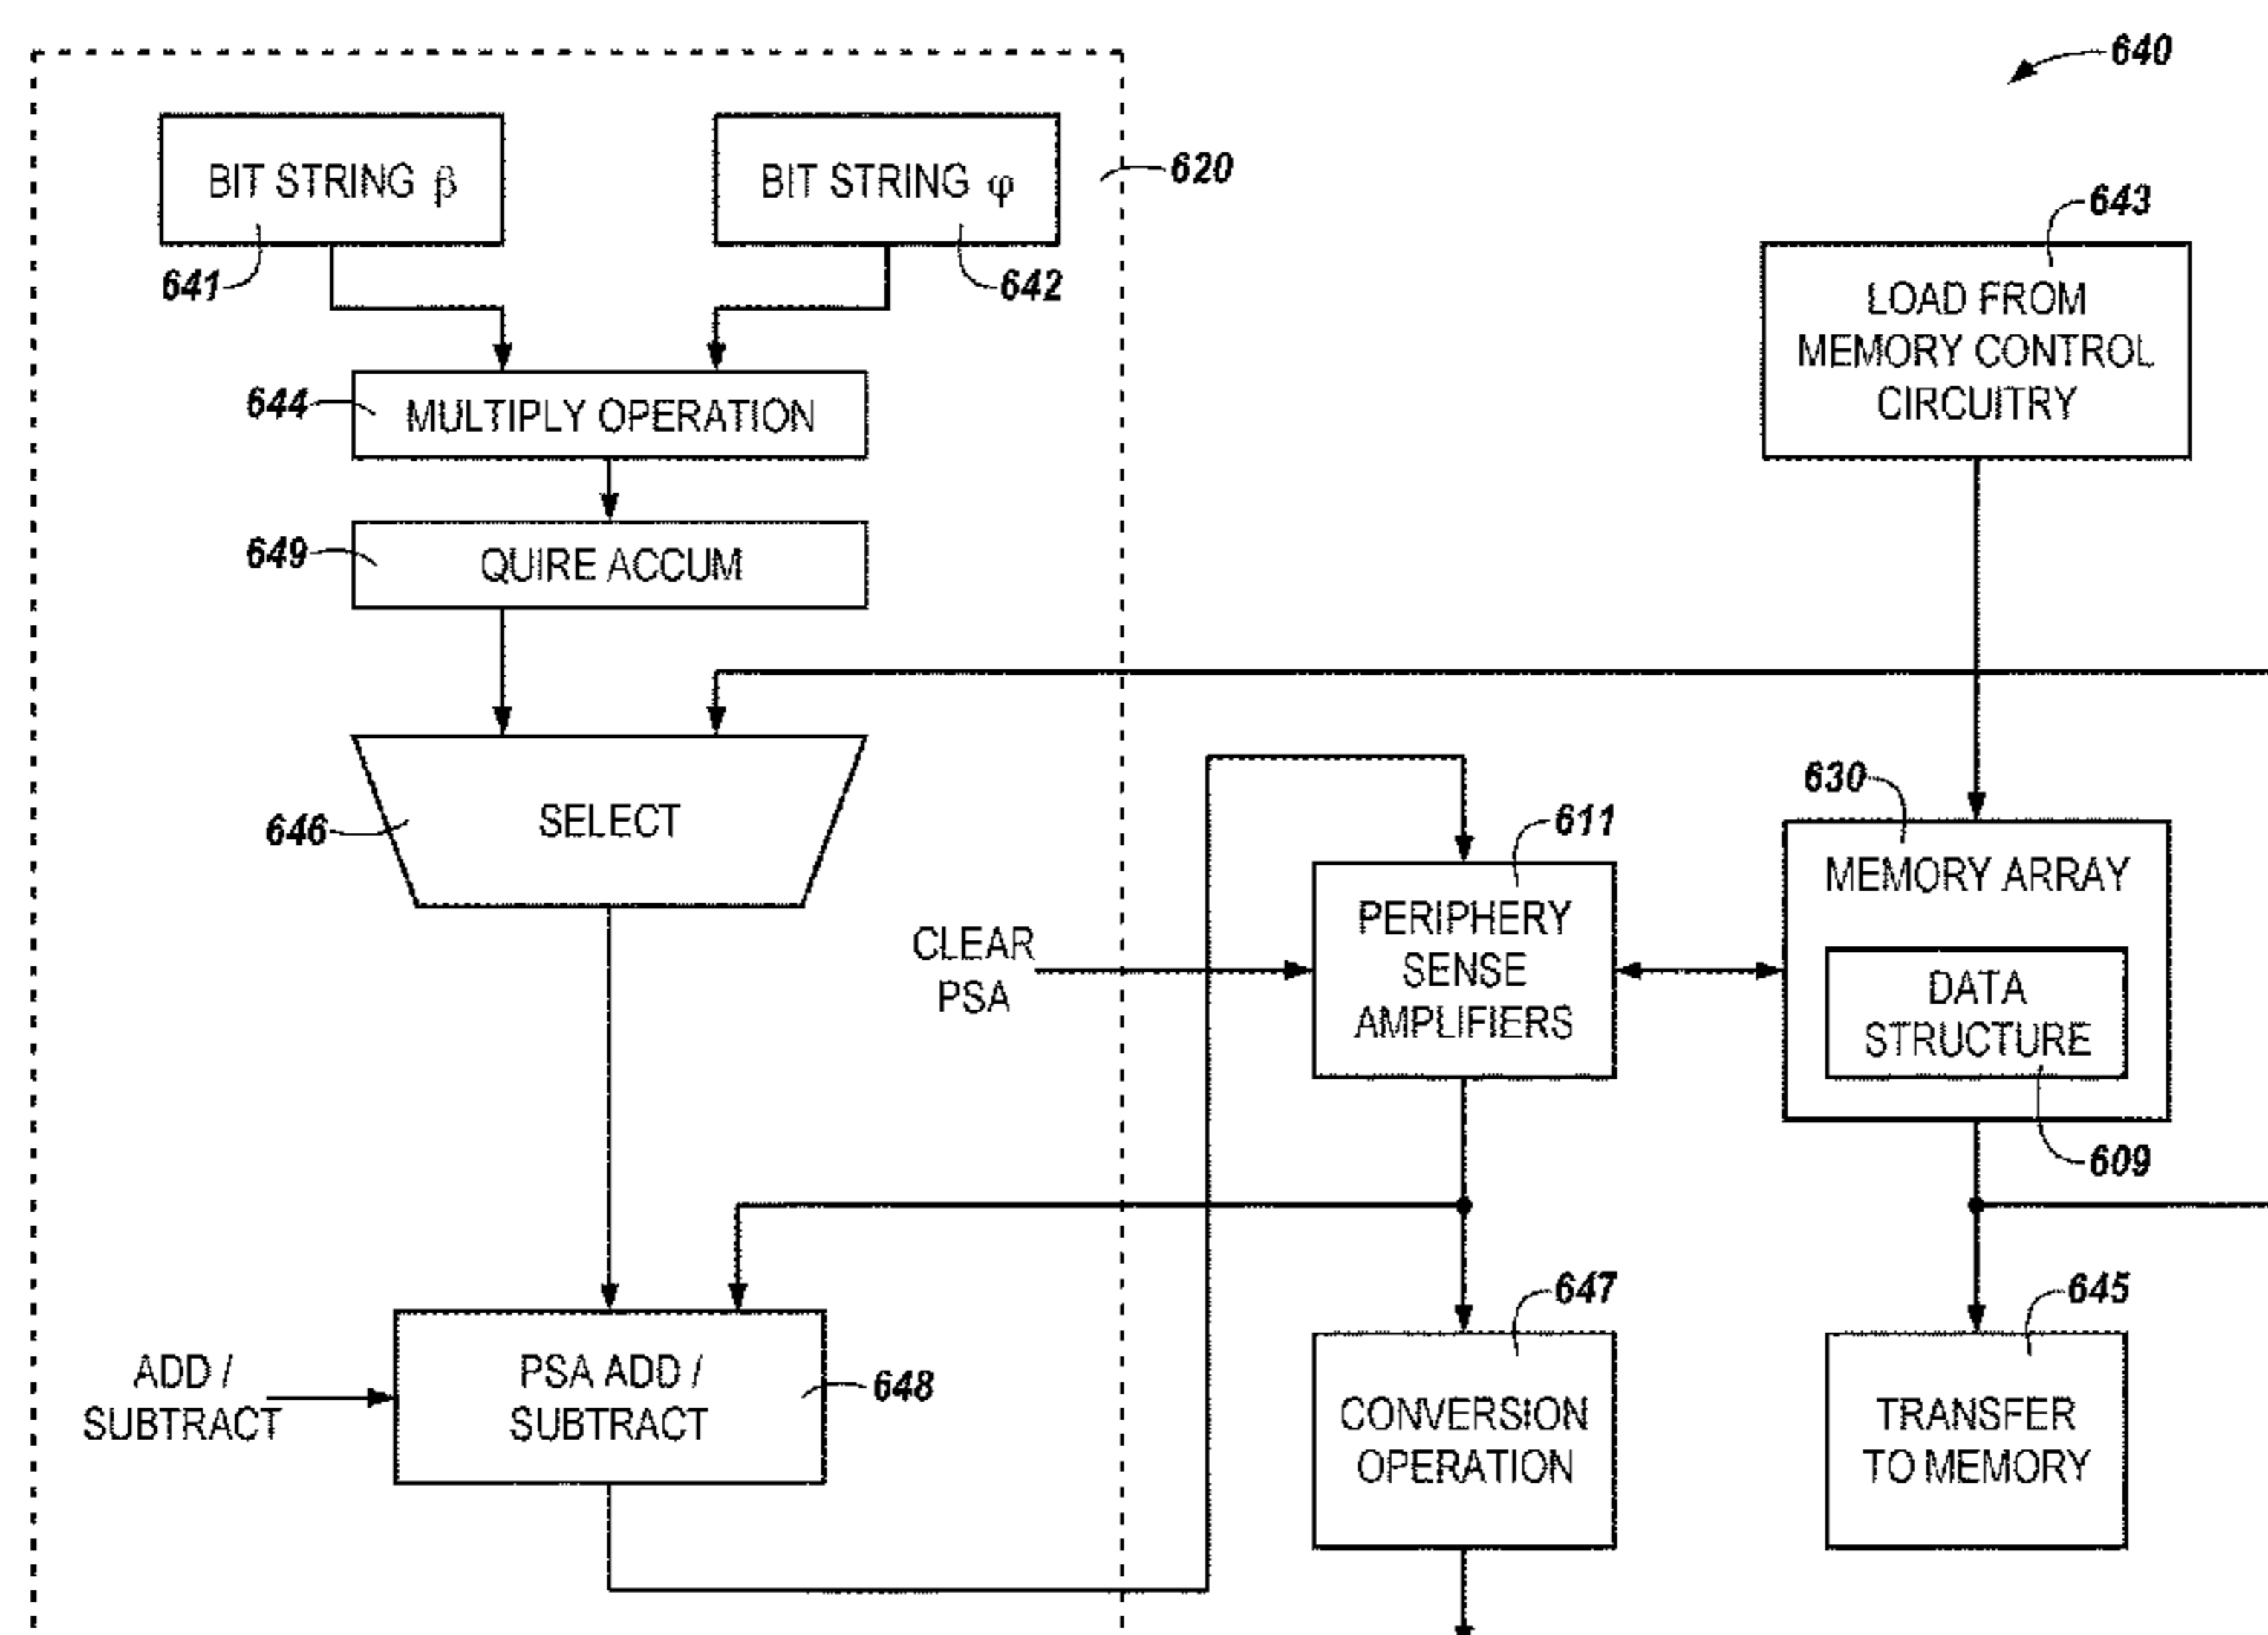 640
BIT STRING β
BIT STRING φ
620
641
642
643
LOAD FROM
MEMORY CONTROL
CIRCUITRY
644
MULTIPLY OPERATION
649
QUIRE ACCUM
646
SELECT
611
630
MEMORY ARRAY
CLEAR
PSA
PERIPHERY
SENSE
AMPLIFIERS
DATA
STRUCTURE
609
ADD /
SUBTRACT
PSA ADD /
SUBTRACT
648
647
CONVERSION
OPERATION
645
TRANSFER
TO MEMORY